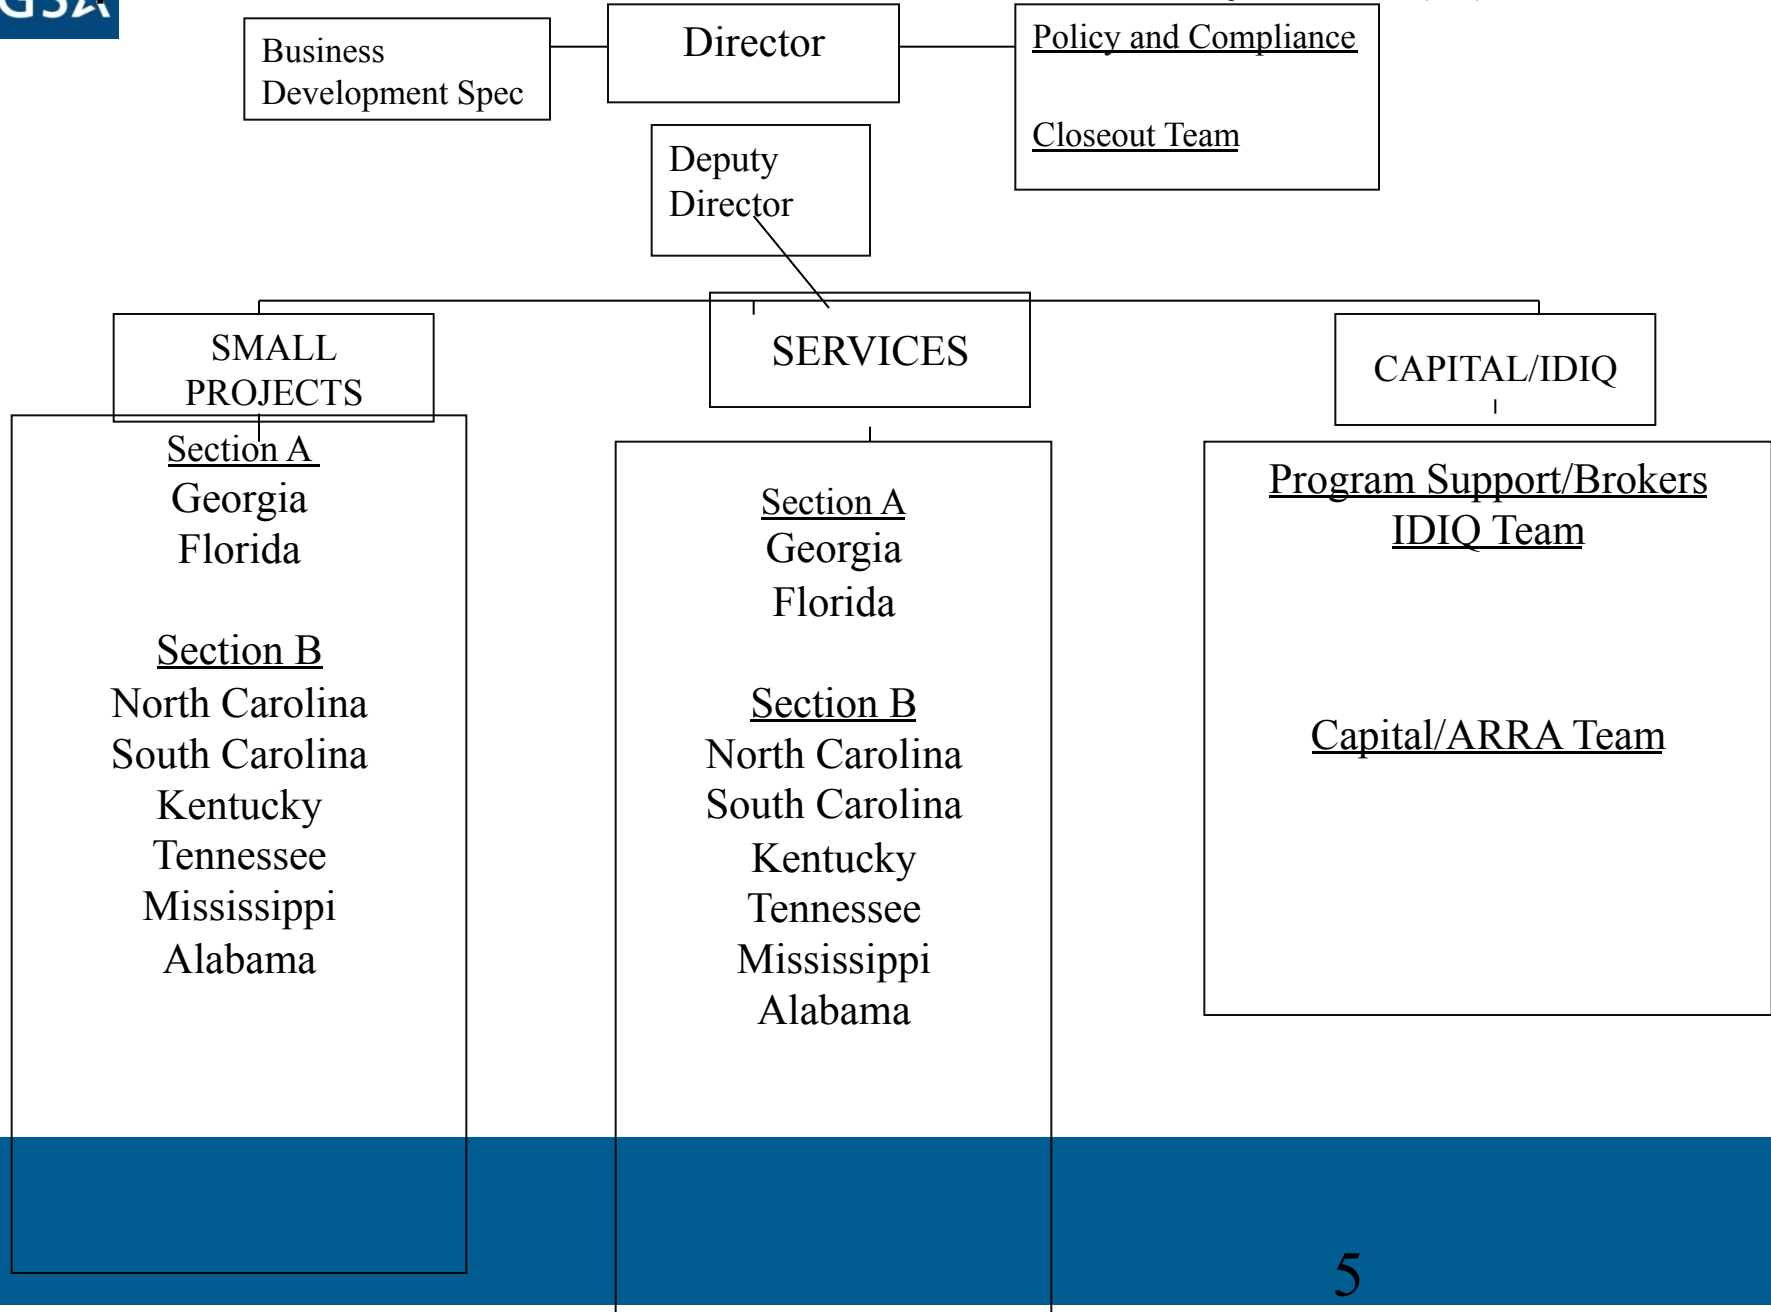 GSA
Business
Development Spec
Director
Policy and Compliance
Closeout Team
Deputy
Director
SMALL
PROJECTS
SERVICES
CAPITAL/IDIQ
Section A
Georgia
Florida
Section B
North Carolina
South Carolina
Kentucky
Tennessee
Mississippi
Alabama
Section A
Georgia
Florida
Section B
North Carolina
South Carolina
Kentucky
Tennessee
Mississippi
Alabama
Program Support/Brokers
IDIQ Team
Capital/ARRA Team
5